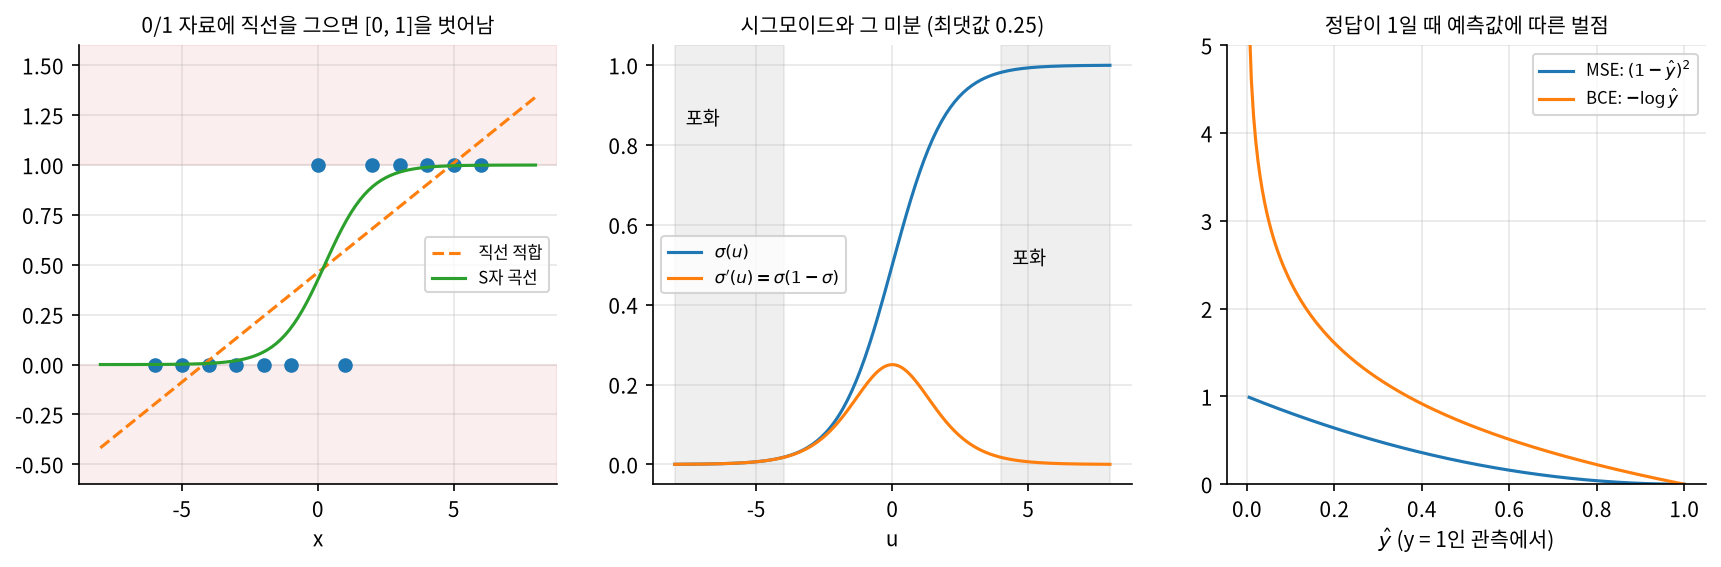 0/1 자료에 직선을 그으면 [0, 1]을 벗어남
1.50
1.25
1.00
0.75
0.50
0.25
0.00
-0.25
-0.50
직선 적합
S자 곡선
-5
0
5
x
시그모이드와 그 미분 (최댓값 0.25)
1.0
0.8
0.6
0.4
0.2
0.0
포화
포화
σ(u)
σ′(u) = σ(1 − σ)
-5
0
5
u
정답이 1일 때 예측값에 따른 벌점
5
4
3
2
1
0
MSE: (1 − ŷ)²
BCE: −log ŷ
0.0
0.2
0.4
0.6
0.8
1.0
ŷ (y = 1인 관측에서)